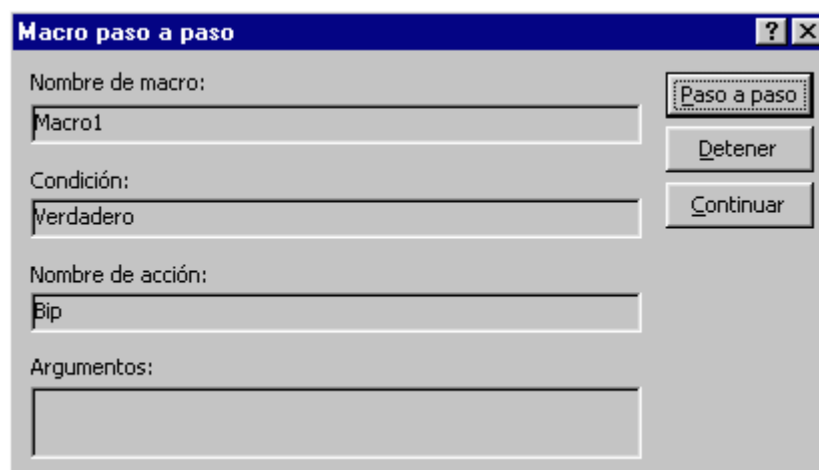 Macro paso a paso
Nombre de macro:
Macro1
Condición:
Verdadero
Nombre de acción:
Bip
Argumentos:
Paso a paso
Detener
Continuar